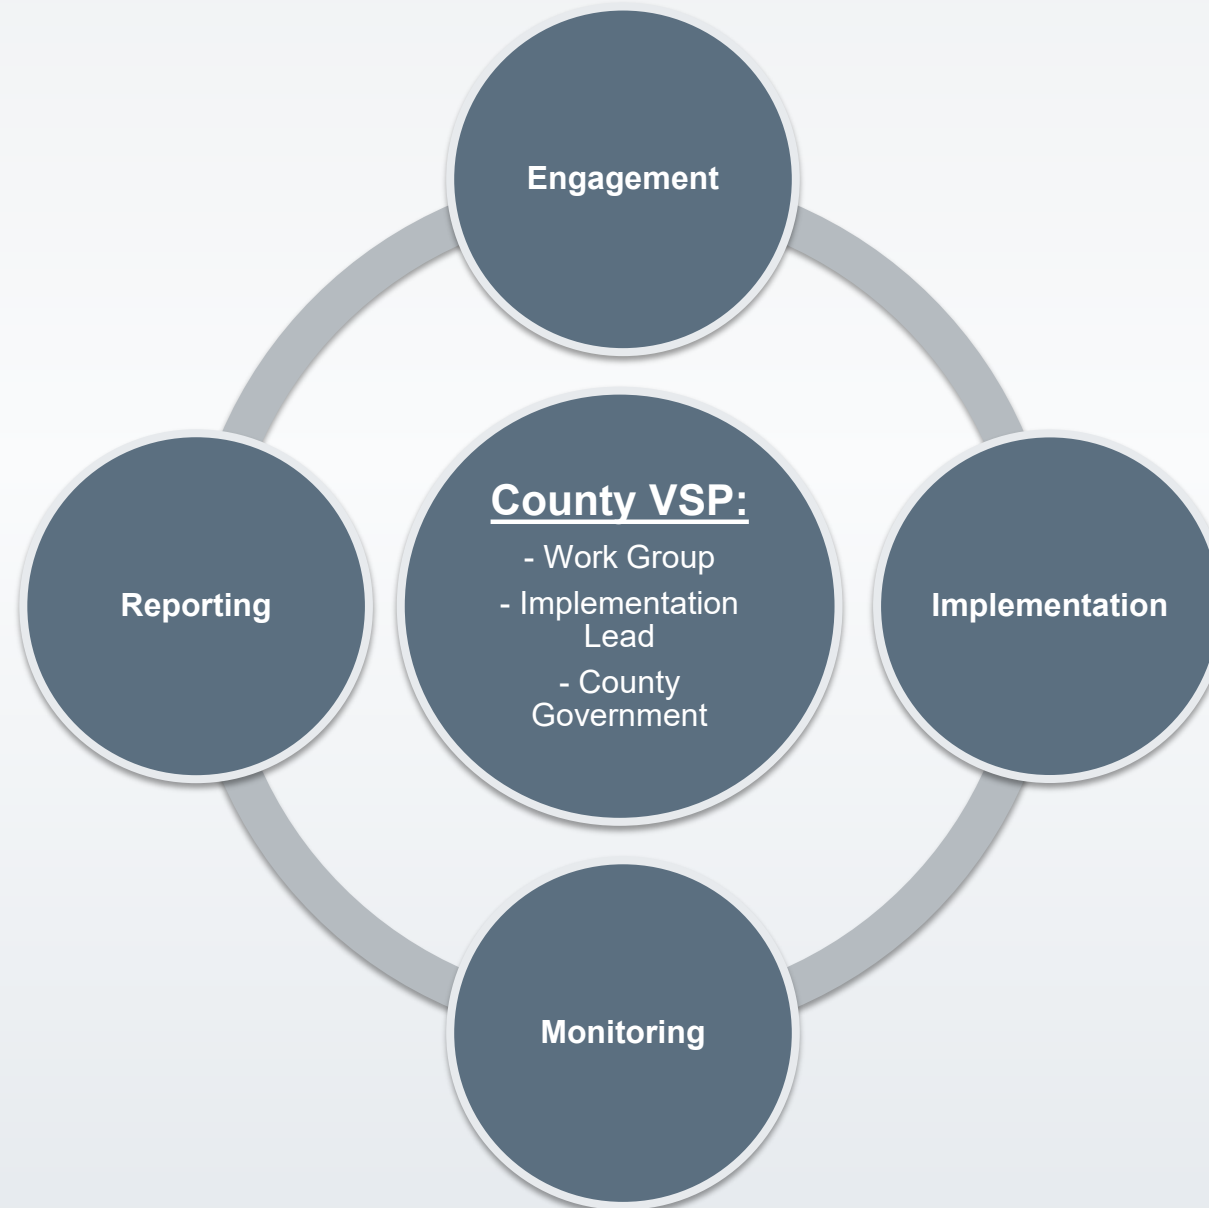 Engagement
County VSP:
- Work Group
- Implementation
Lead
- County
Government
Reporting
Implementation
Monitoring